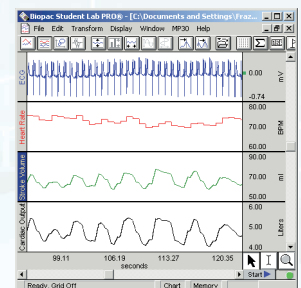 Biopac Student Lab PRO® - [C:\Documents and Settings\Fraz...
File Edit Transform Display Window MP30 Help
ECG
0.00
-0.74
mV
Heart Rate
80.00
70.00
60.00
BPM
Stroke Volume
90.00
70.00
50.00
ml
Cardiac Output
6.00
5.00
4.00
Liters
99.11 106.19 113.27 120.35
seconds
Start
Ready, Grid Off Chart Memory